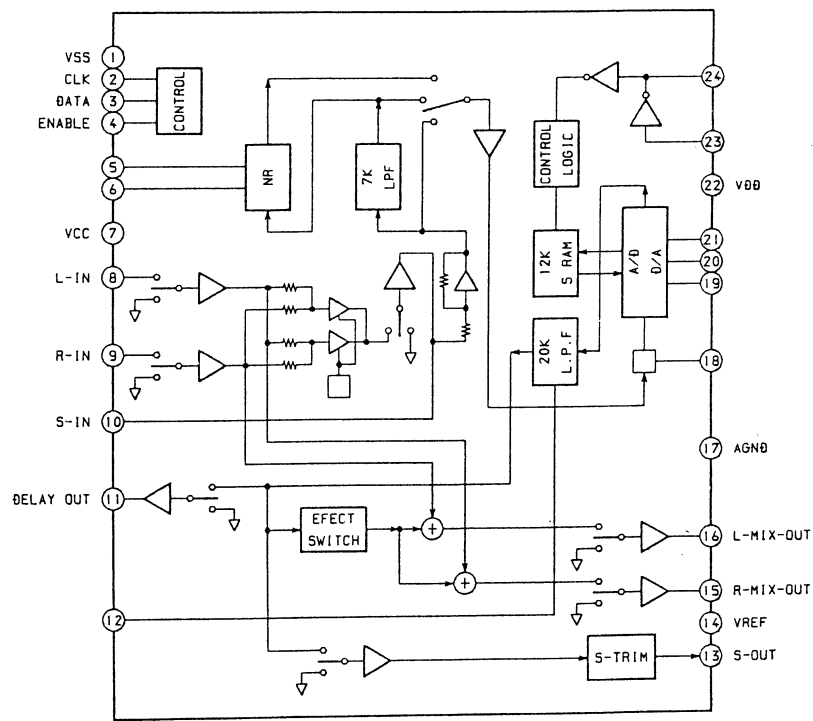 VSS 1
CLK 2
DATA 3
ENABLE 4
5
6
VCC 7
L-IN 8
R-IN 9
S-IN 10
DELAY OUT 11
12
CONTROL
NR
7K
LPF
CONTROL
LOGIC
12K
S RAM
A/D
D/A
20K
L.P.F
EFECT
SWITCH
+
+
S-TRIM
24
23
22 VDD
21
20
19
18
17 AGND
16 L-MIX-OUT
15 R-MIX-OUT
14 VREF
13 S-OUT